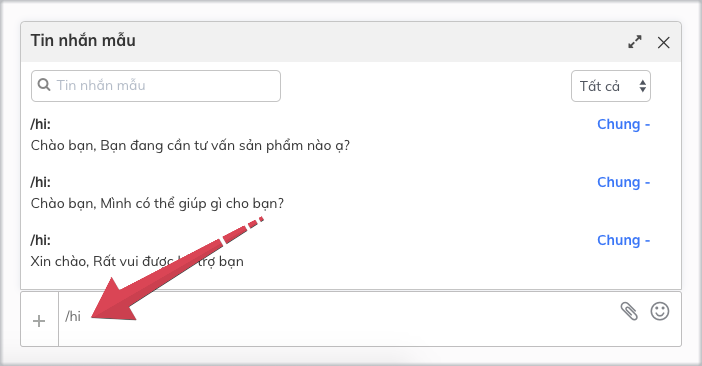 Tin nhắn mẫu
Tin nhắn mẫu Tất cả
/hi: Chung -
Chào bạn, Bạn đang cần tư vấn sản phẩm nào ạ?
/hi: Chung -
Chào bạn, Mình có thể giúp gì cho bạn?
/hi: Chung -
Xin chào, Rất vui được trợ bạn
/hi